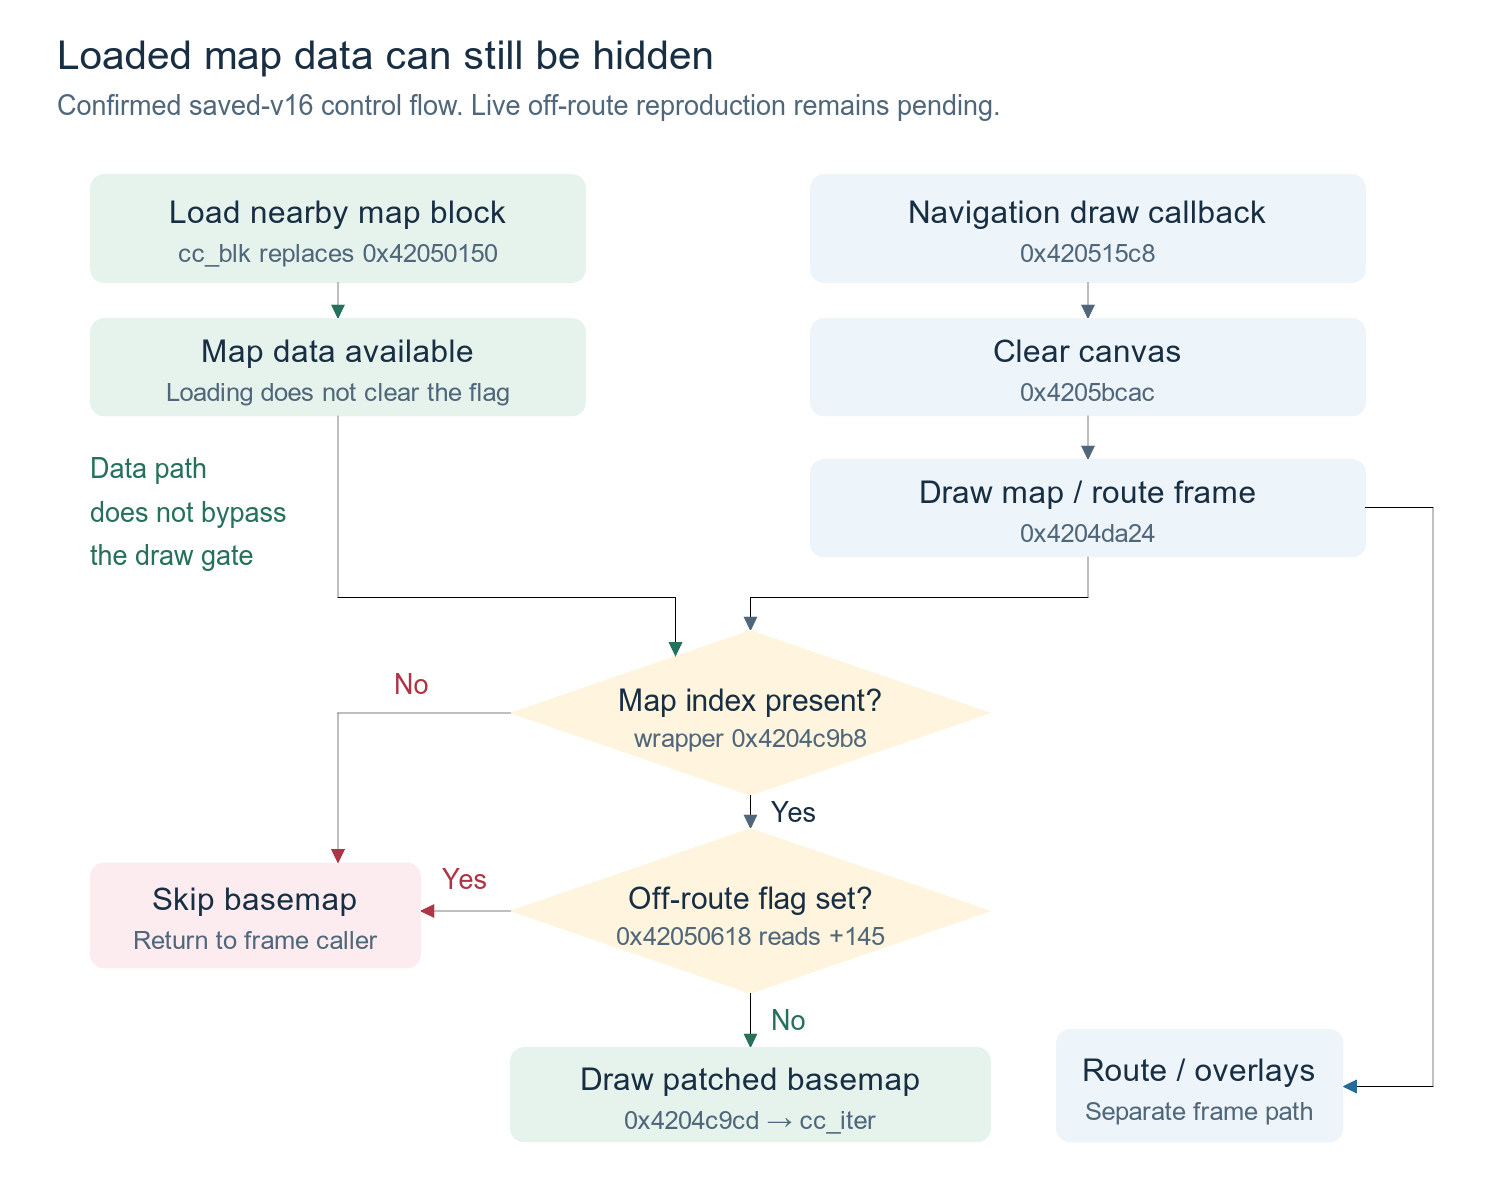 Loaded map data can still be hidden
Confirmed saved-v16 control flow. Live off-route reproduction remains pending.
Load nearby map block
cc_blk replaces 0x42050150
Navigation draw callback
0x420515c8
Map data available
Loading does not clear the flag
Clear canvas
0x4205bcac
Data path
does not bypass
the draw gate
Draw map / route frame
0x4204da24
No
Map index present?
wrapper 0x4204c9b8
Yes
Skip basemap
Return to frame caller
Yes
Off-route flag set?
0x42050618 reads +145
No
Draw patched basemap
0x4204c9cd → cc_iter
Route / overlays
Separate frame path